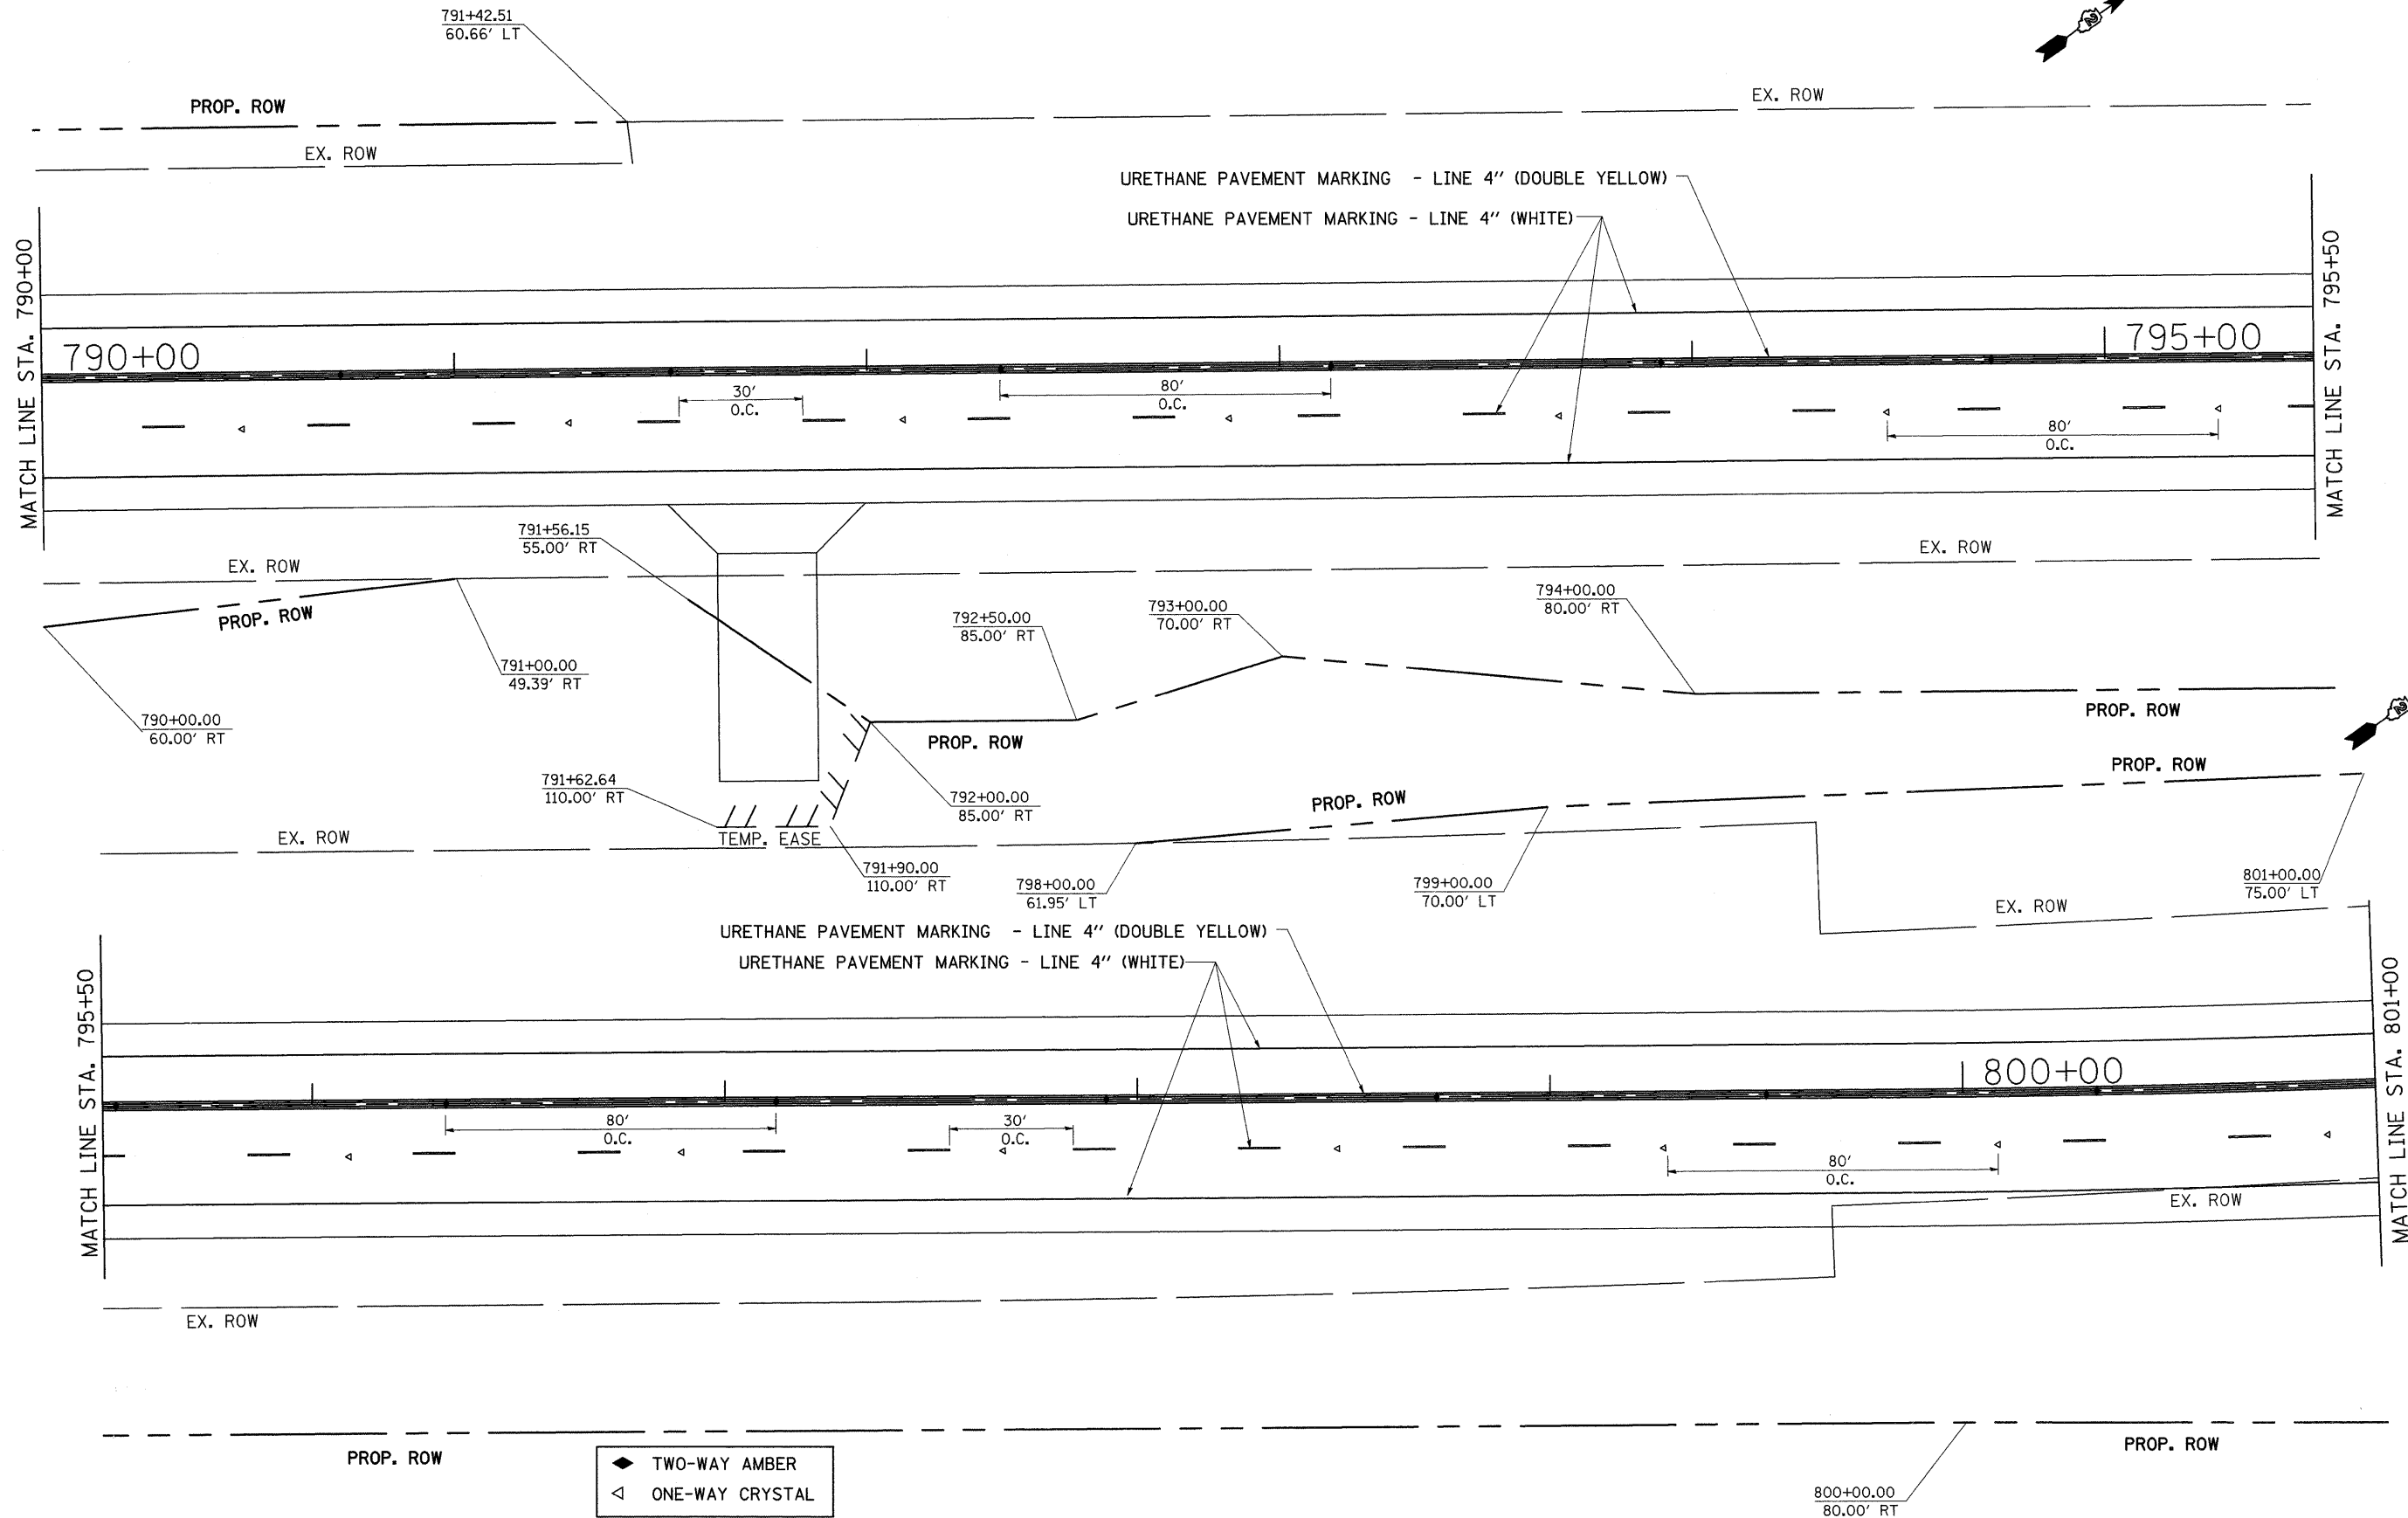 791+42.51
60.66' LT
PROP. ROW
EX. ROW
EX. ROW
URETHANE PAVEMENT MARKING - LINE 4" (DOUBLE YELLOW)
URETHANE PAVEMENT MARKING - LINE 4" (WHITE)
MATCH LINE STA. 790+00
790+00
795+00
MATCH LINE STA. 795+50
30'
O.C.
80'
O.C.
80'
O.C.
791+56.15
55.00' RT
EX. ROW
EX. ROW
PROP. ROW
791+00.00
49.39' RT
792+50.00
85.00' RT
793+00.00
70.00' RT
794+00.00
80.00' RT
790+00.00
60.00' RT
PROP. ROW
PROP. ROW
791+62.64
110.00' RT
792+00.00
85.00' RT
PROP. ROW
PROP. ROW
EX. ROW
TEMP. EASE
791+90.00
110.00' RT
798+00.00
61.95' LT
799+00.00
70.00' LT
801+00.00
75.00' LT
EX. ROW
URETHANE PAVEMENT MARKING - LINE 4" (DOUBLE YELLOW)
URETHANE PAVEMENT MARKING - LINE 4" (WHITE)
MATCH LINE STA. 795+50
800+00
MATCH LINE STA. 801+00
80'
O.C.
30'
O.C.
80'
O.C.
EX. ROW
EX. ROW
PROP. ROW
PROP. ROW
TWO-WAY AMBER
ONE-WAY CRYSTAL
800+00.00
80.00' RT